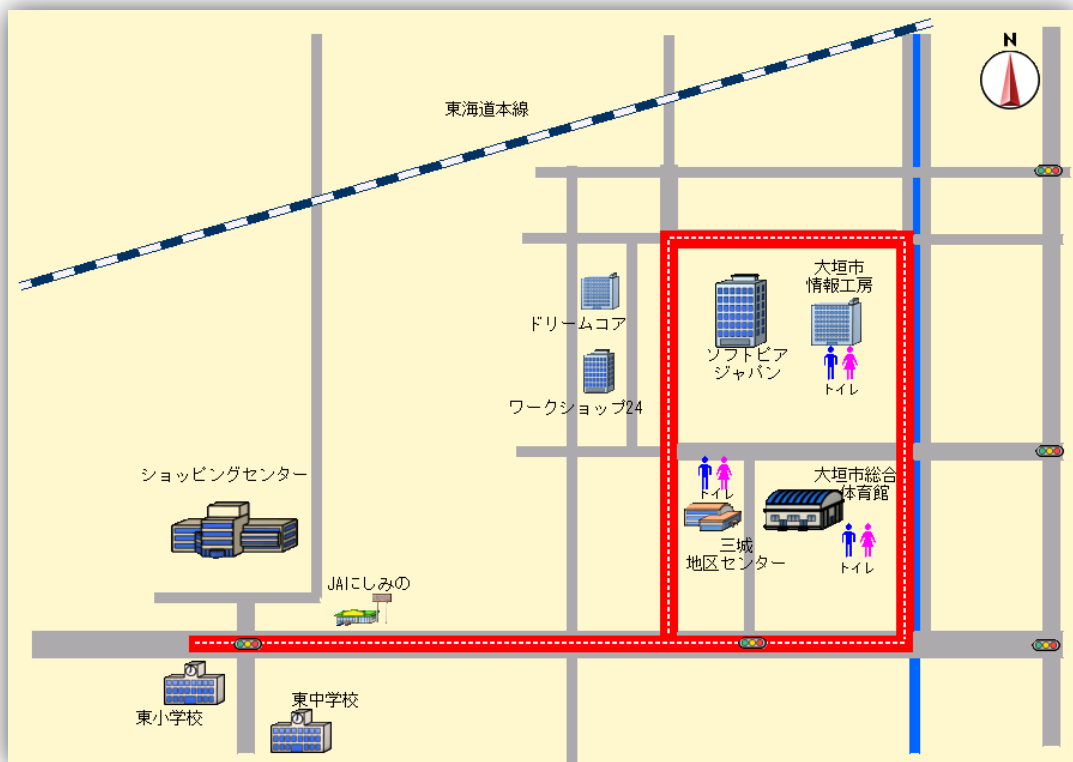 N
東海道本線
大垣市
情報工房
ドリームコア
ソフトピア
ジャパン
トイレ
ワークショップ24
ショッピングセンター
大垣市総合
体育館
トイレ
三城
地区センター
トイレ
JAにしみの
東小学校
東中学校